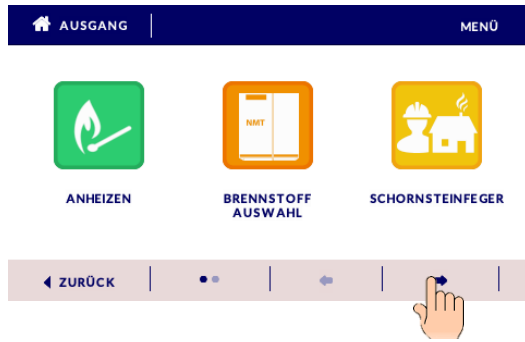 AUSGANG
MENÜ
NMT
ANHEIZEN
BRENNSTOFF
AUSWAHL
SCHORNSTEINFEGER
ZURÜCK